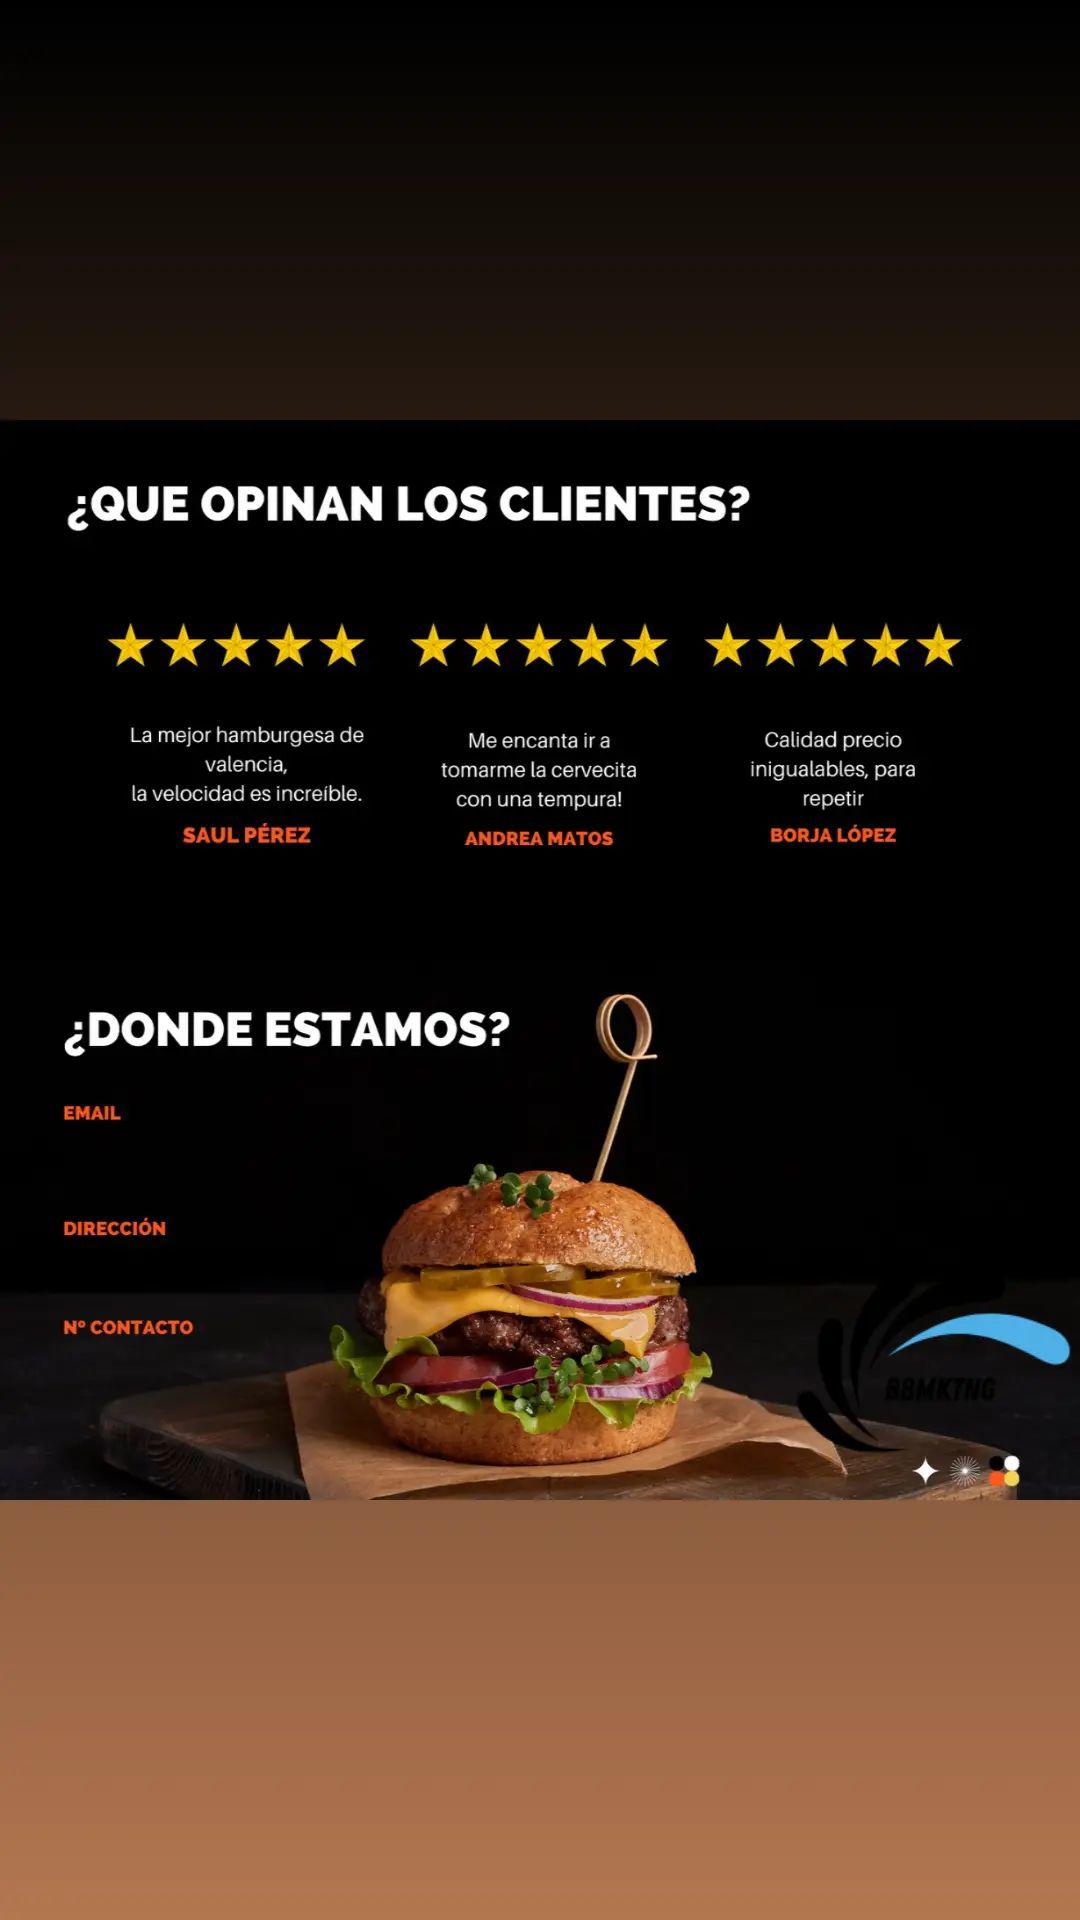 ¿QUE OPINAN LOS CLIENTES?
La mejor hamburgesa de
valencia,
la velocidad es increíble.
SAUL PÉREZ
Me encanta ir a
tomarme la cervecita
con una tempura!
ANDREA MATOS
Calidad precio
inigualables, para
repetir
BORJA LÓPEZ
¿DONDE ESTAMOS?
EMAIL
DIRECCIÓN
Nº CONTACTO